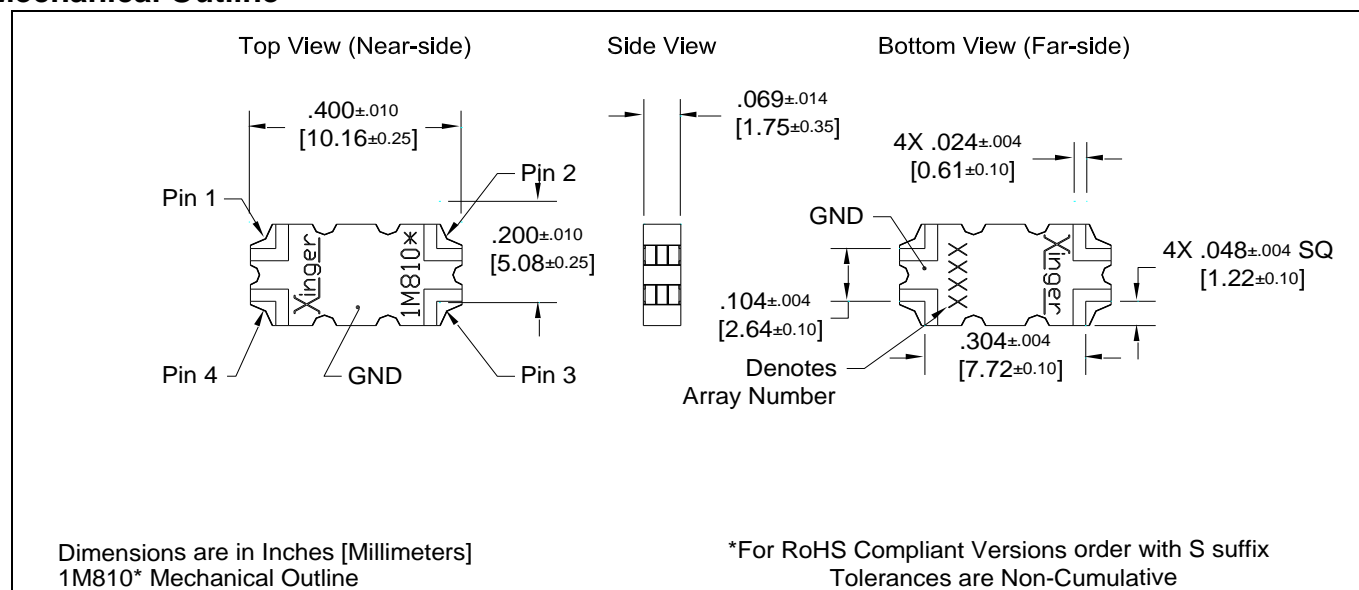 Mechanical Outline
Top View (Near-side)
Side View
Bottom View (Far-side)
.400±.010
[10.16±0.25]
.069±.014
[1.75±0.35]
4X .024±.004
[0.61±0.10]
Pin 1
Pin 2
GND
.200±.010
[5.08±0.25]
4X .048±.004 SQ
[1.22±0.10]
Xinger
1M810*
XXXX
Xinger
.104±.004
[2.64±0.10]
.304±.004
[7.72±0.10]
Pin 4
GND
Pin 3
Denotes
Array Number
Dimensions are in Inches [Millimeters]
1M810* Mechanical Outline
*For RoHS Compliant Versions order with S suffix
Tolerances are Non-Cumulative